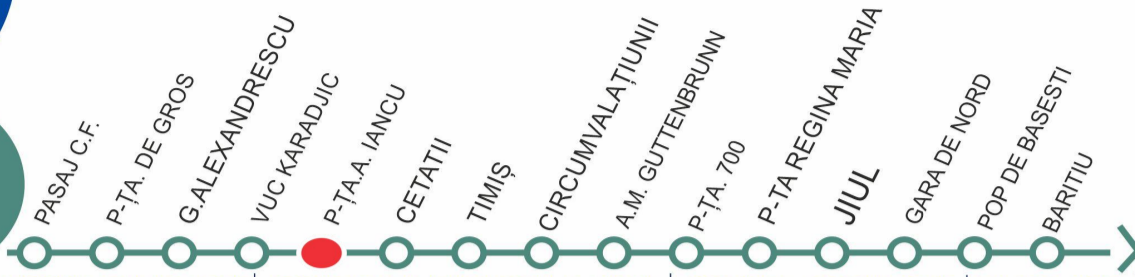 PASAJ C.F.
P-ȚA. DE GROS
G.ALEXANDRESCU
VUC KARADJIC
P-ȚA.A. IANCU
CETATII
TIMIȘ
CIRCUMVALAȚIUNII
A.M. GUTTENBRUNN
P-ȚA. 700
P-TA REGINA MARIA
JIUL
GARA DE NORD
POP DE BASESTI
BARITIU